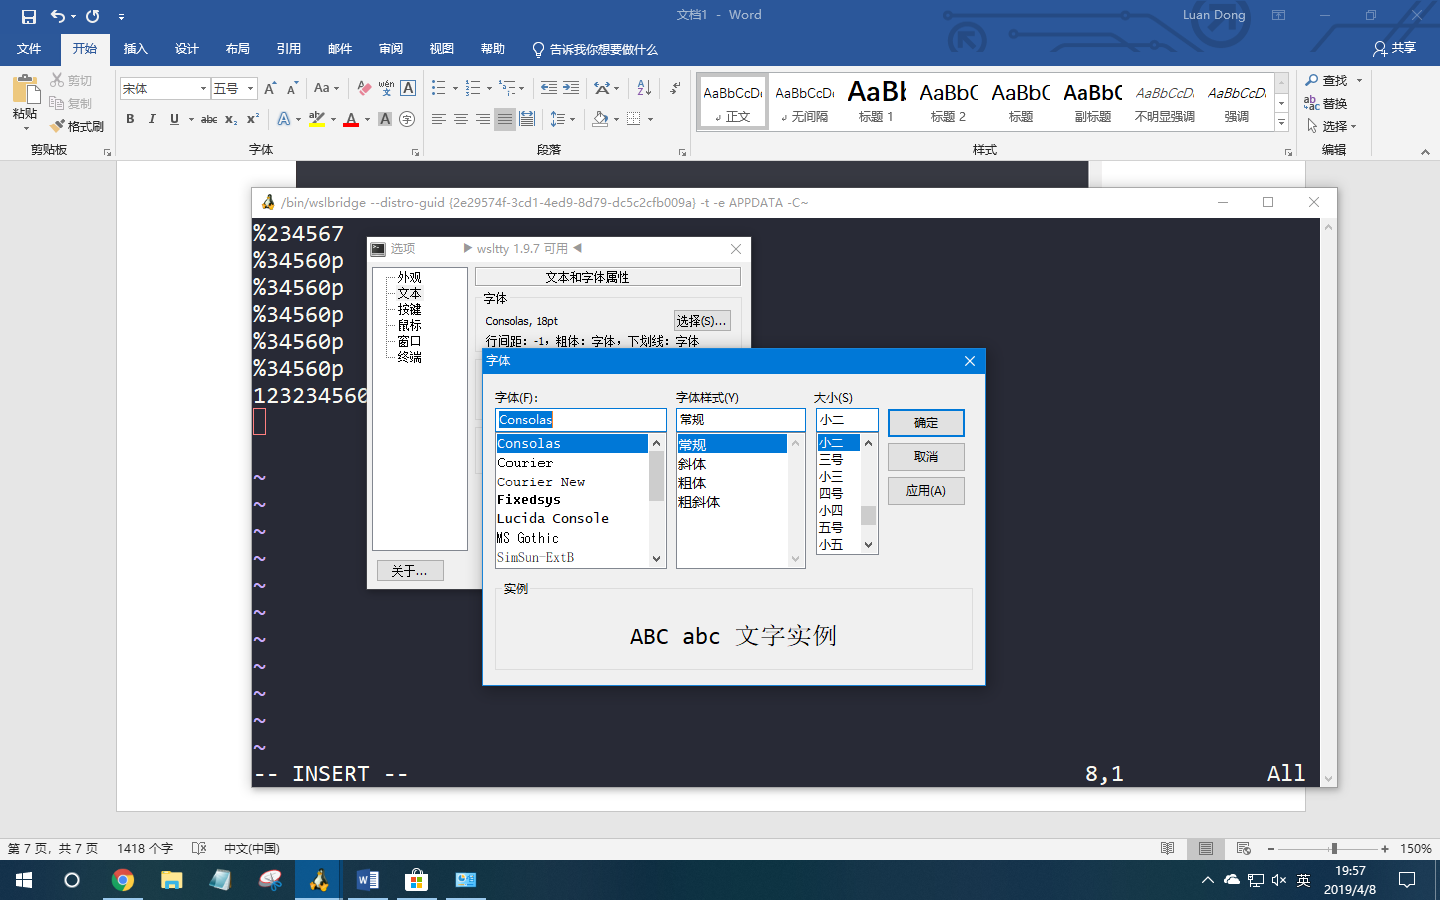 文档1 - Word
Luan Dong
文件 开始 插入 设计 布局 引用 邮件 审阅 视图 帮助 告诉我你想要做什么 共享
粘贴
剪切
复制
格式刷
剪贴板
宋体 五号
字体
段落
AaBbCcDd 正文
AaBbCcDd 无间隔
AaBb 标题 1
AaBbC 标题 2
AaBbC 标题
AaBbC 副标题
AaBbCcDd 不明显强调
AaBbCcDd 强调
样式
查找
替换
选择
编辑
/bin/wslbridge --distro-guid {2e29574f-3cd1-4ed9-8d79-dc5c2cfb009a} -t -e APPDATA -C~
%234567
%34560p
%34560p
%34560p
%34560p
%34560p
123234560
~
~
~
~
~
~
~
~
~
~
~
-- INSERT -- 8,1 All
选项 ▶ wsltty 1.9.7 可用 ◀
外观
文本
按键
鼠标
窗口
终端
关于...
文本和字体属性
字体
Consolas, 18pt
选择(S)...
行间距: -1, 粗体: 字体, 下划线: 字体
字体
字体(F):
Consolas
Consolas
Courier
Courier New
Fixedsys
Lucida Console
MS Gothic
SimSun-ExtB
字体样式(Y)
常规
常规
斜体
粗体
粗斜体
大小(S)
小二
小二
三号
小三
四号
小四
五号
小五
确定
取消
应用(A)
实例
ABC abc 文字实例
第 7 页，共 7 页 1418 个字 中文(中国) 150%
英
19:57
2019/4/8